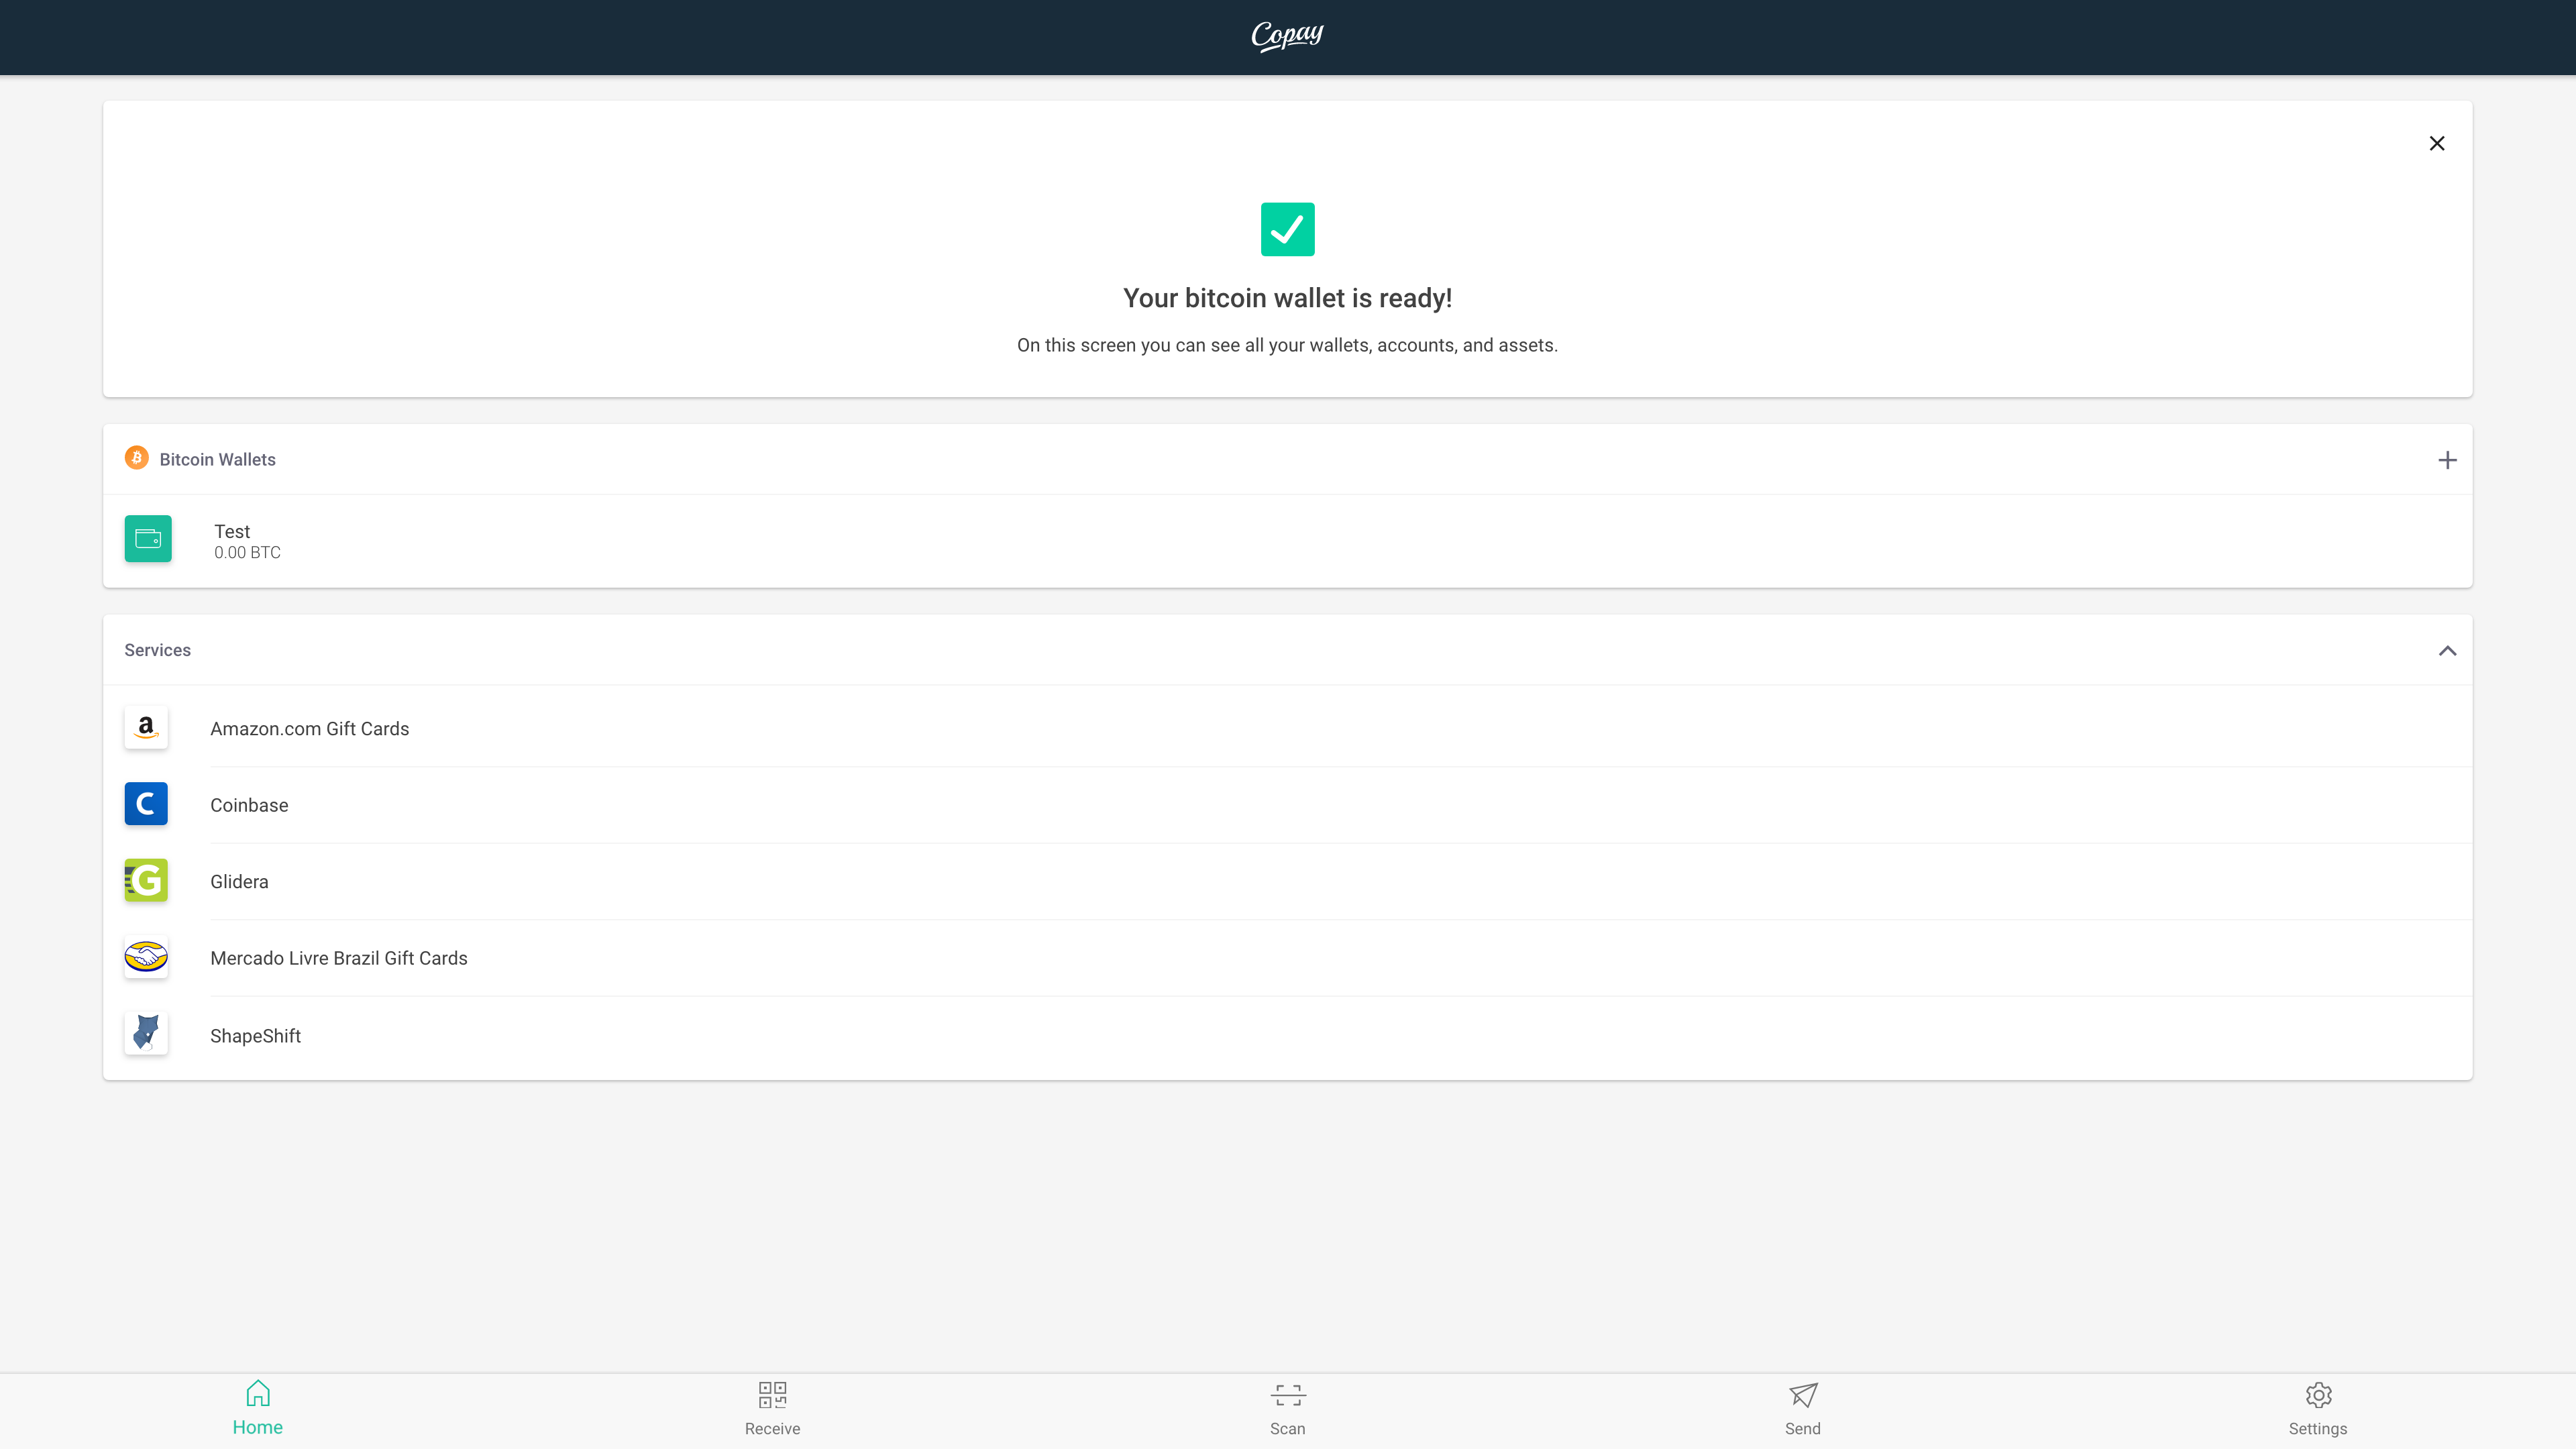 Copay
Your bitcoin wallet is ready!
On this screen you can see all your wallets, accounts, and assets.
Bitcoin Wallets
Test
0.00 BTC
Services
Amazon.com Gift Cards
Coinbase
Glidera
Mercado Livre Brazil Gift Cards
ShapeShift
Home
Receive
Scan
Send
Settings